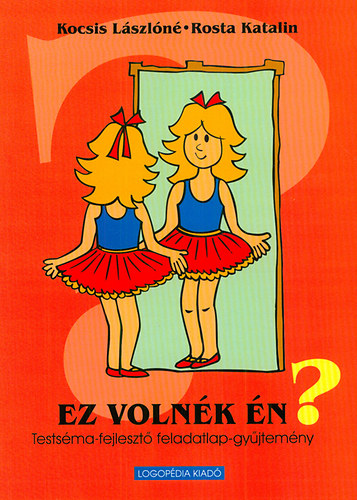 Kocsis Lászlóné • Rosta Katalin
EZ VOLNÉK ÉN?
Testséma-fejlesztő feladatlap-gyűjtemény
LOGOPÉDIA KIADÓ